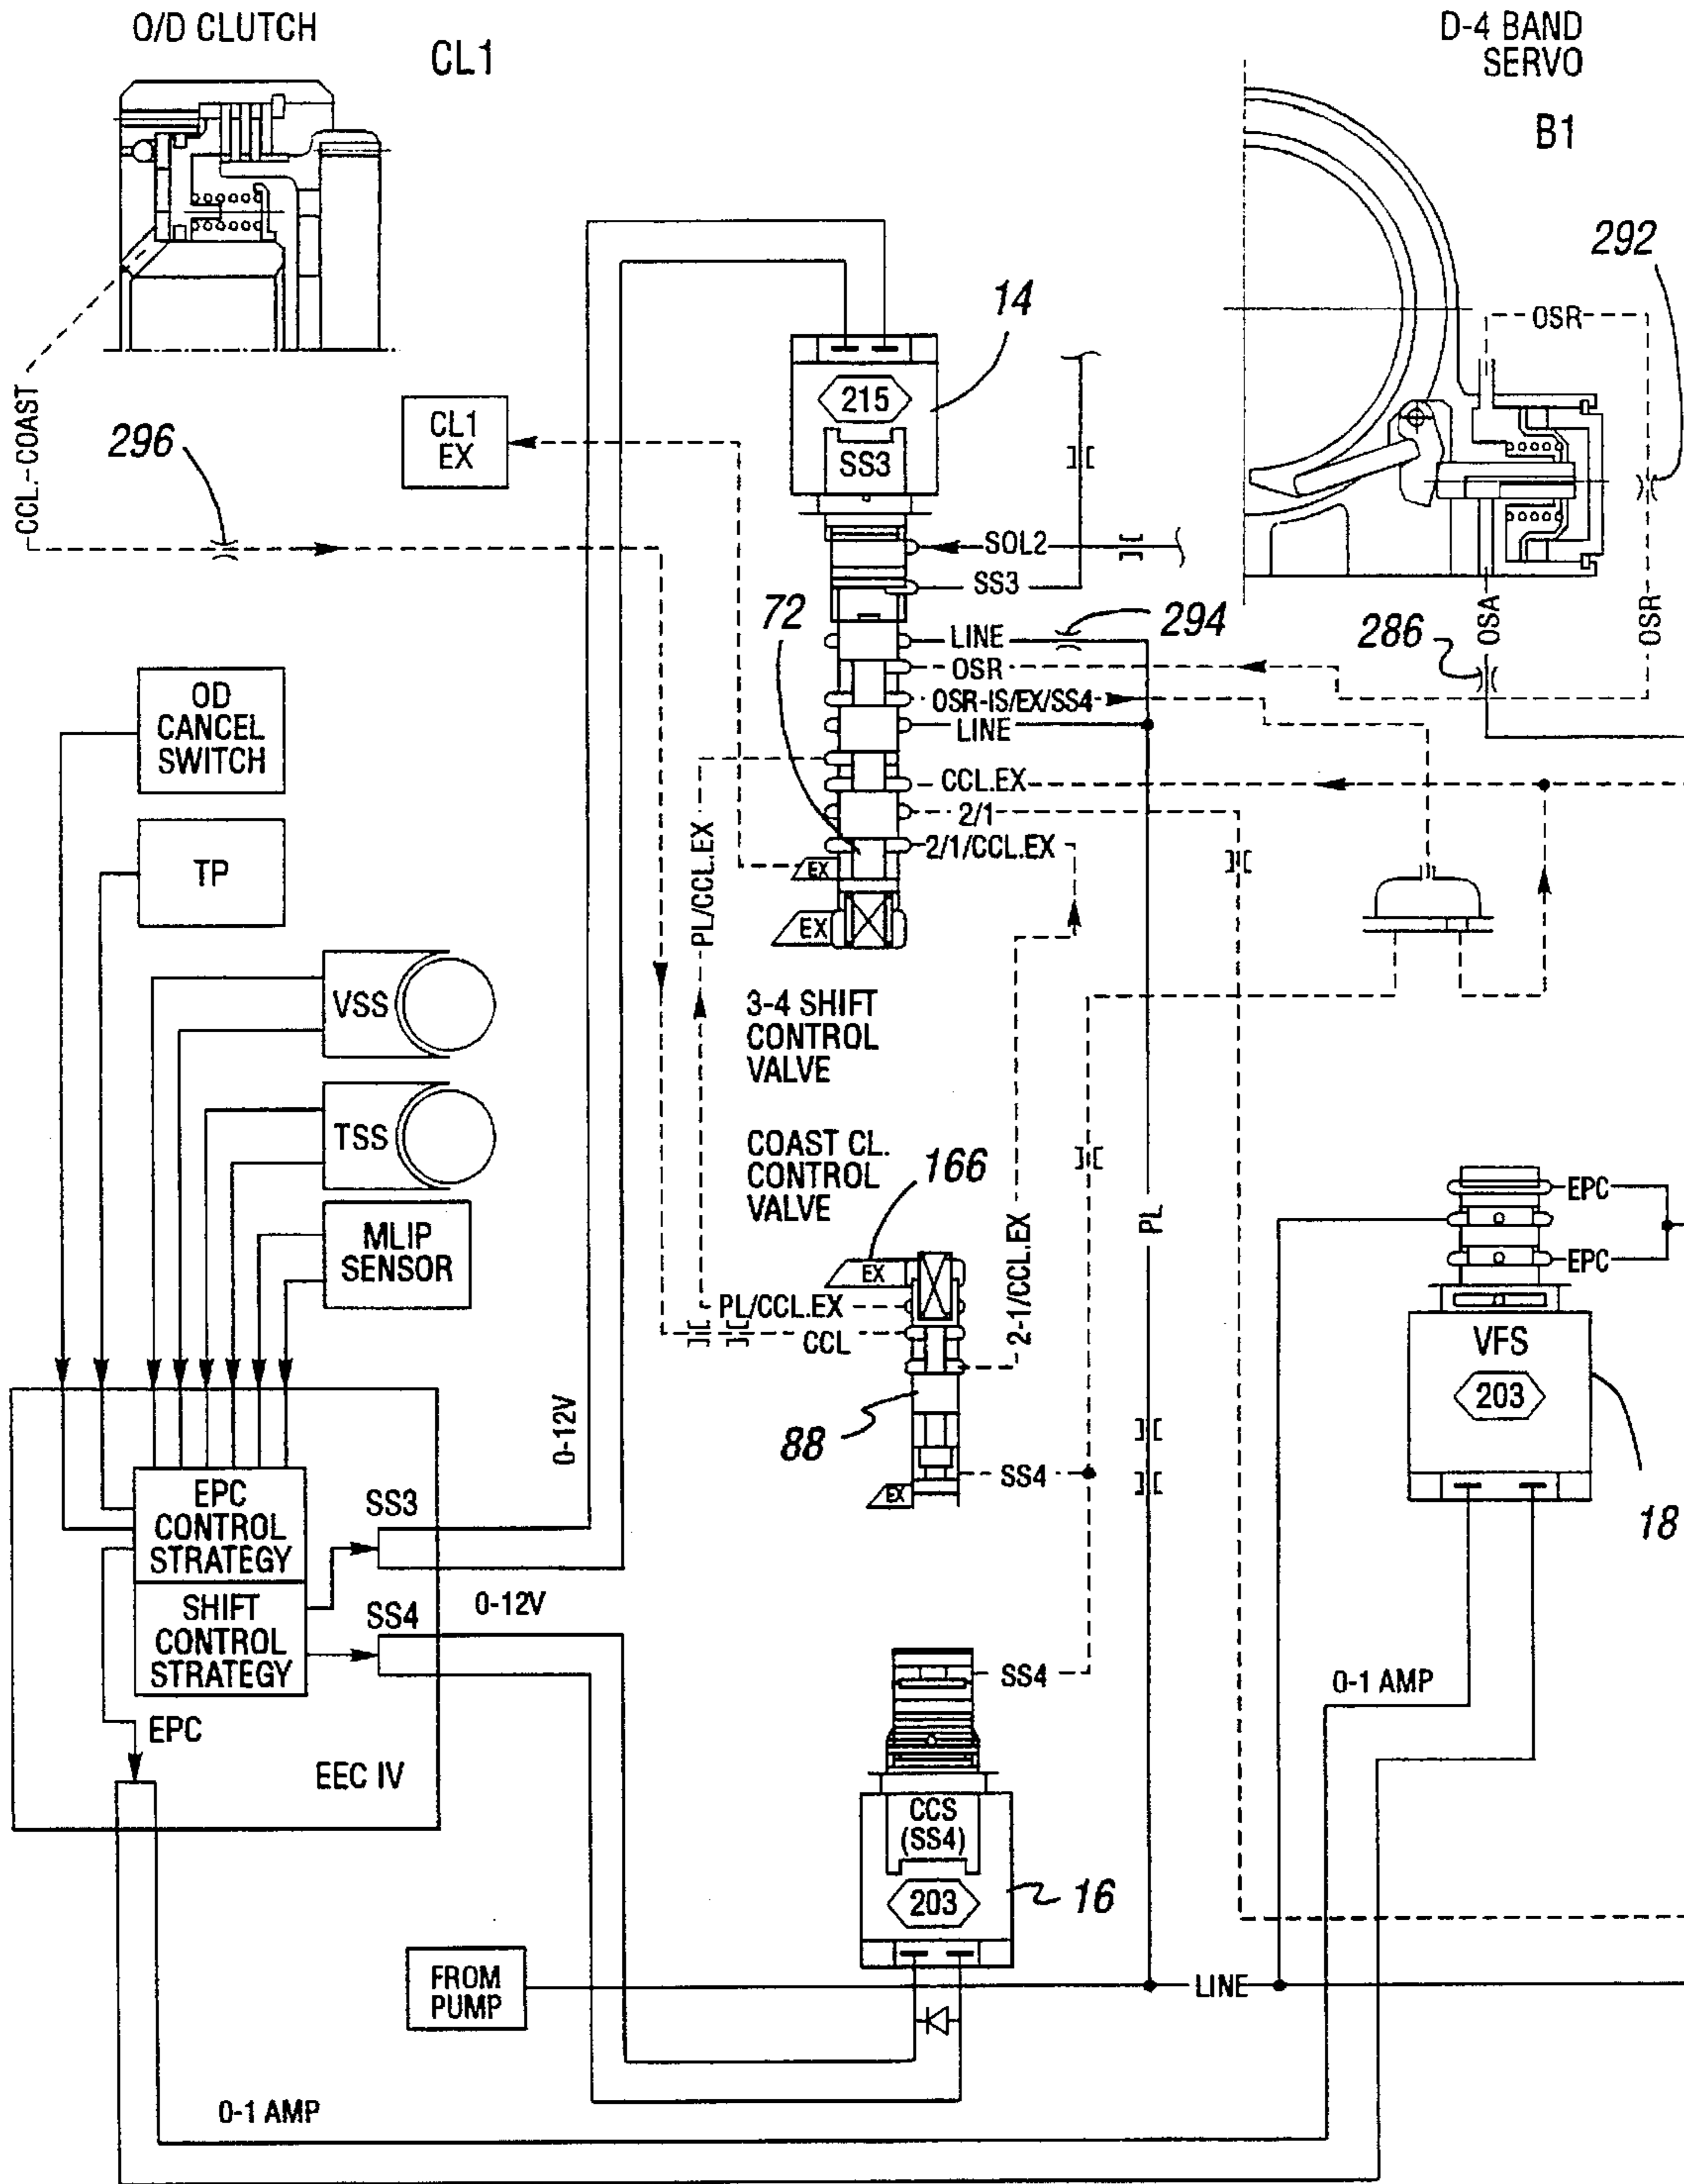 O/D CLUTCH
CL1
D-4 BAND
SERVO
B1
292
OSR
14
215
SS3
CL1
EX
296
CCL.-COAST
SOL2
SS3
72
LINE
294
OSR
OSR-IS/EX/SS4
LINE
286
OSA
OSR
OD
CANCEL
SWITCH
CCL.EX
2/1
2/1/CCL.EX
EX
EX
PL/CCL.EX
TP
VSS
3-4 SHIFT
CONTROL
VALVE
TSS
COAST CL.
CONTROL
VALVE
166
MLIP
SENSOR
EX
PL/CCL.EX
CCL
2-1/CCL.EX
PL
EPC
EPC
VFS
203
18
88
SS4
EX
0-12V
EPC
CONTROL
STRATEGY
SS3
SHIFT
CONTROL
STRATEGY
SS4
0-12V
EPC
EEC IV
SS4
0-1 AMP
CCS
(SS4)
203
16
FROM
PUMP
LINE
0-1 AMP